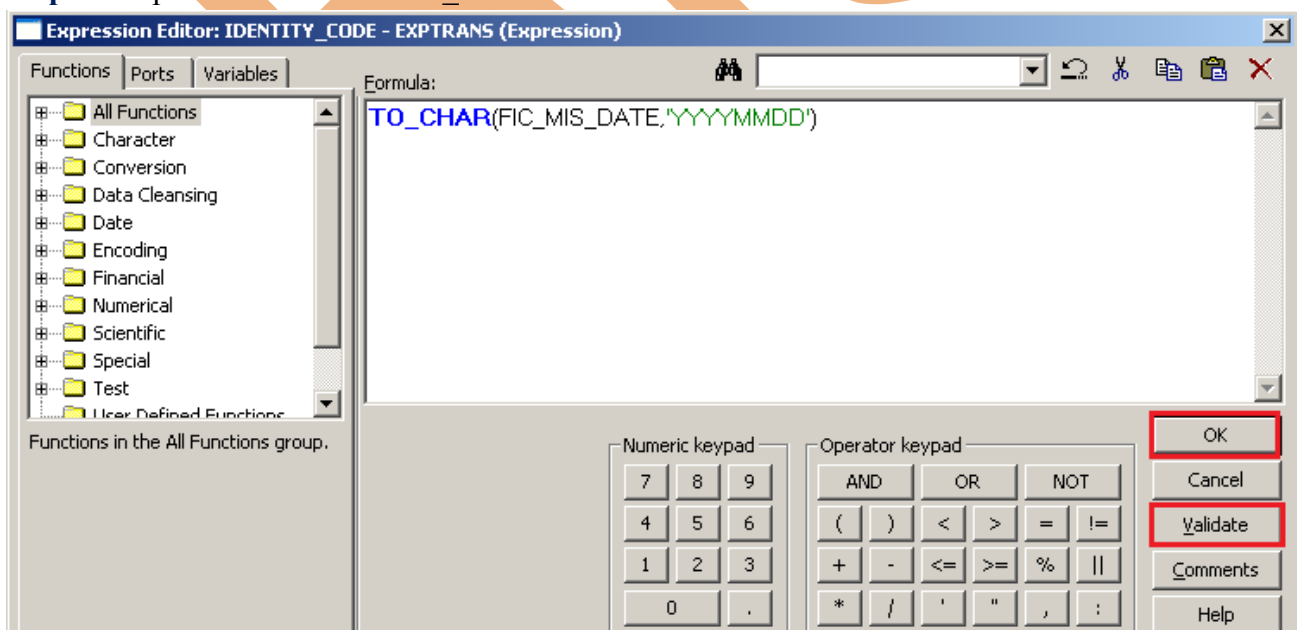 Expression Editor: IDENTITY_CODE - EXPTRANS (Expression)
Functions Ports Variables
Formula:
All Functions
Character
Conversion
Data Cleansing
Date
Encoding
Financial
Numerical
Scientific
Special
Test
User Defined Functions
Functions in the All Functions group.
TO_CHAR(FIC_MIS_DATE,'YYYYMMDD')
Numeric keypad
7 8 9
4 5 6
1 2 3
0 .
Operator keypad
AND OR NOT
( ) < > = !=
+ - <= >= % ||
* / ' " , :
OK
Cancel
Validate
Comments
Help